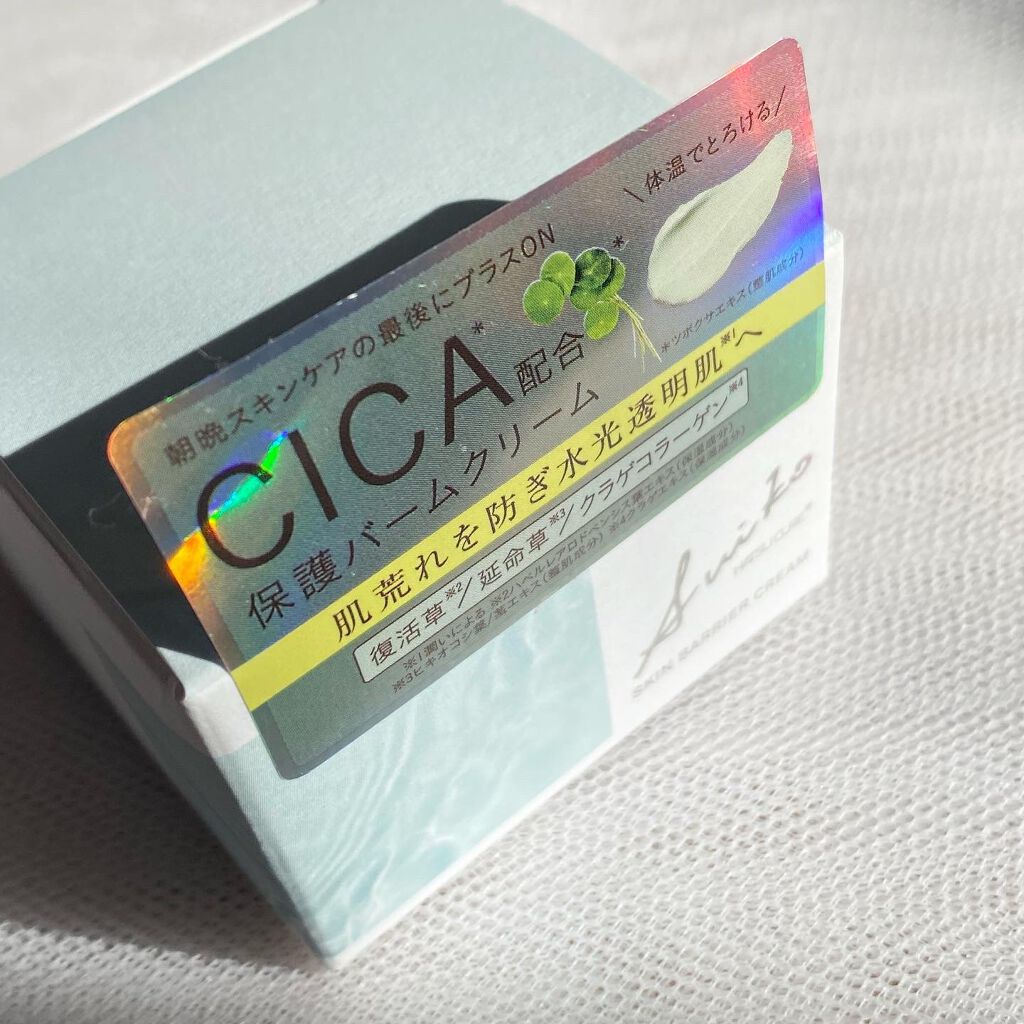 ＼体温でとろける／
朝晩スキンケアの最後にプラスON
CICA*配合*
保護バームクリーム
*ツボクサエキス(整肌成分)
肌荒れを防ぎ水光透明肌※1へ
復活草※2/延命草※3/クラゲコラーゲン※4
※1潤いによる ※2ハベルレアロドペンシス葉エキス(保湿成分)
※3ヒキオコシ葉/茎エキス(整肌成分) ※4クラゲエキス(保湿成分)
SKIN BARRIER CREAM